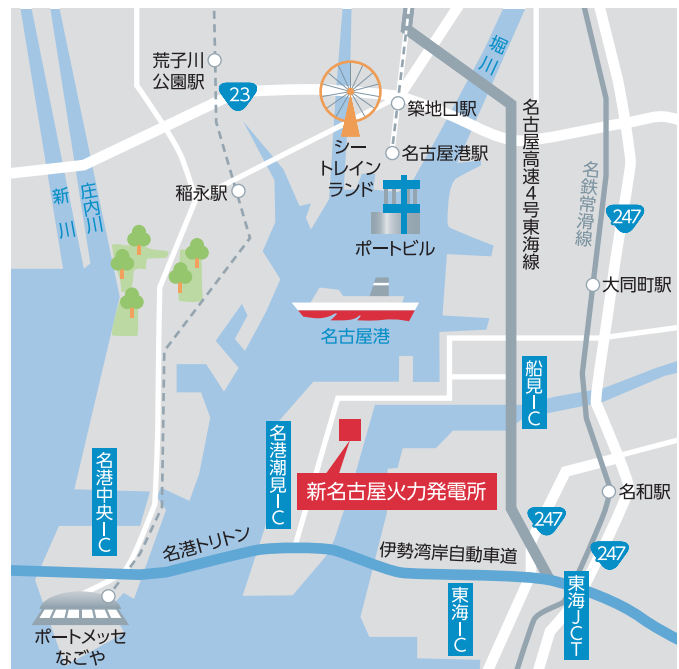 荒子川
公園駅
23
シー
トレイン
ランド
築地口駅
名古屋港駅
堀川
名古屋高速4号東海線
名鉄常滑線
247
新川
庄内川
稲永駅
ポートビル
大同町駅
名古屋港
船見IC
名港中央IC
名港潮見IC
新名古屋火力発電所
名和駅
247
名港トリトン
伊勢湾岸自動車道
247
東海IC
東海JCT
ポートメッセ
なごや